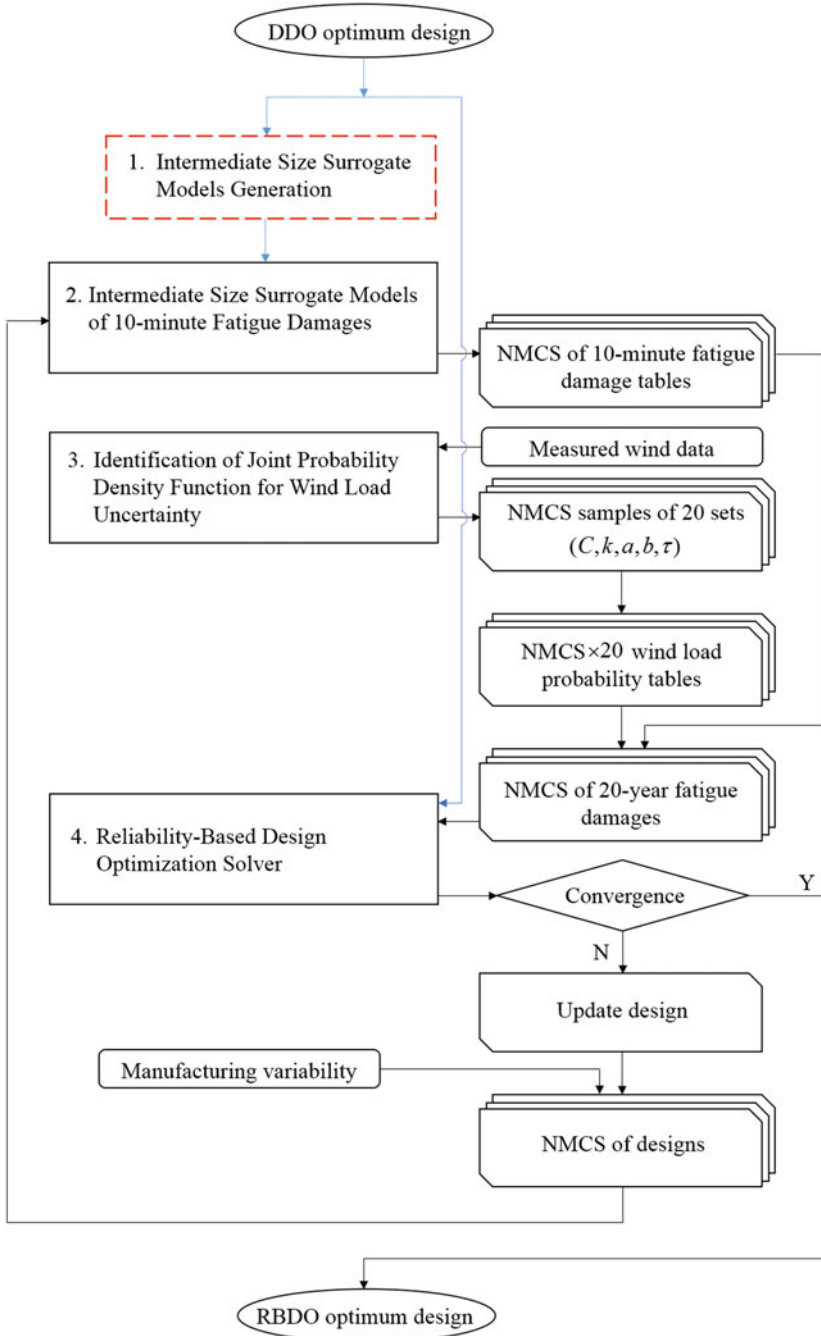 DDO optimum design
1. Intermediate Size Surrogate
Models Generation
2. Intermediate Size Surrogate Models
of 10-minute Fatigue Damages
NMCS of 10-minute fatigue
damage tables
Measured wind data
3. Identification of Joint Probability
Density Function for Wind Load
Uncertainty
NMCS samples of 20 sets
(C,k,a,b,τ)
NMCS×20 wind load
probability tables
NMCS of 20-year fatigue
damages
4. Reliability-Based Design
Optimization Solver
Convergence
Y
N
Update design
Manufacturing variability
NMCS of designs
RBDO optimum design